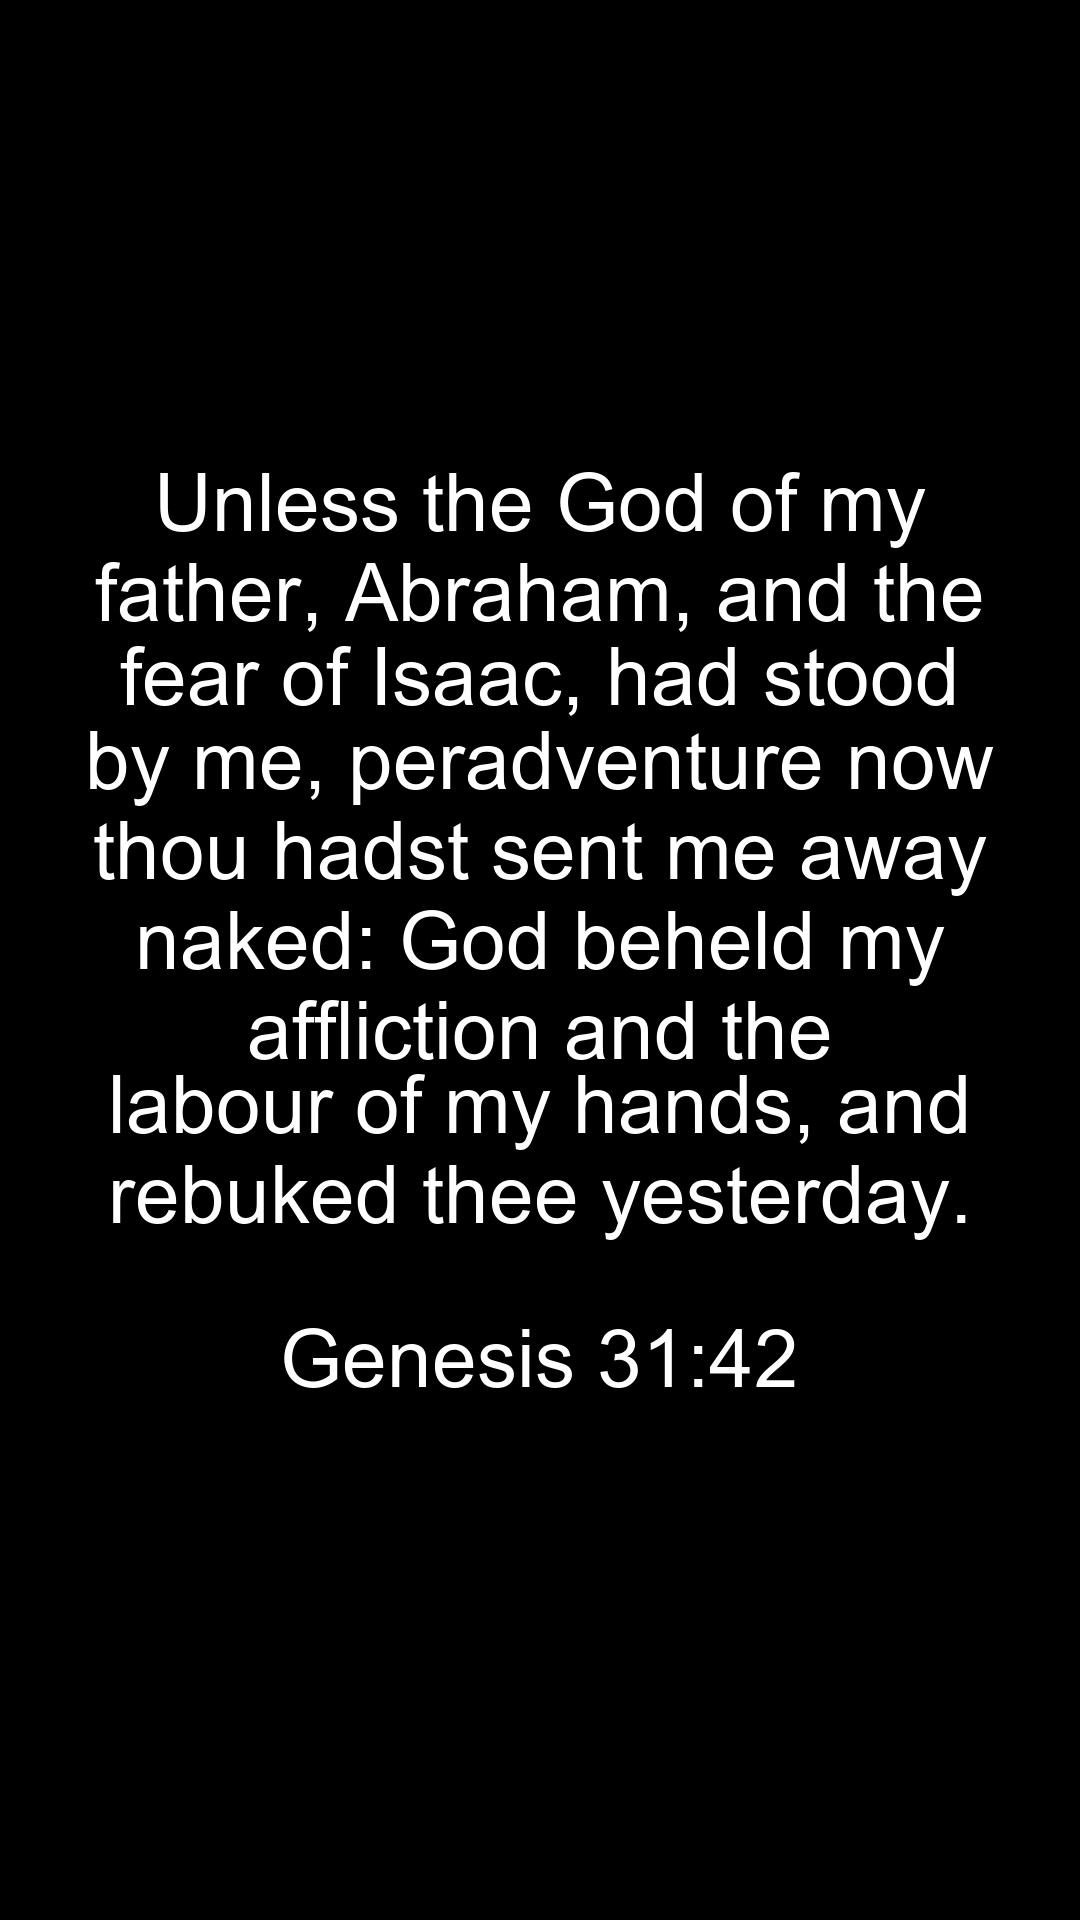 Unless the God of my
father, Abraham, and the
fear of Isaac, had stood
by me, peradventure now
thou hadst sent me away
naked: God beheld my
affliction and the
labour of my hands, and
rebuked thee yesterday.
Genesis 31:42